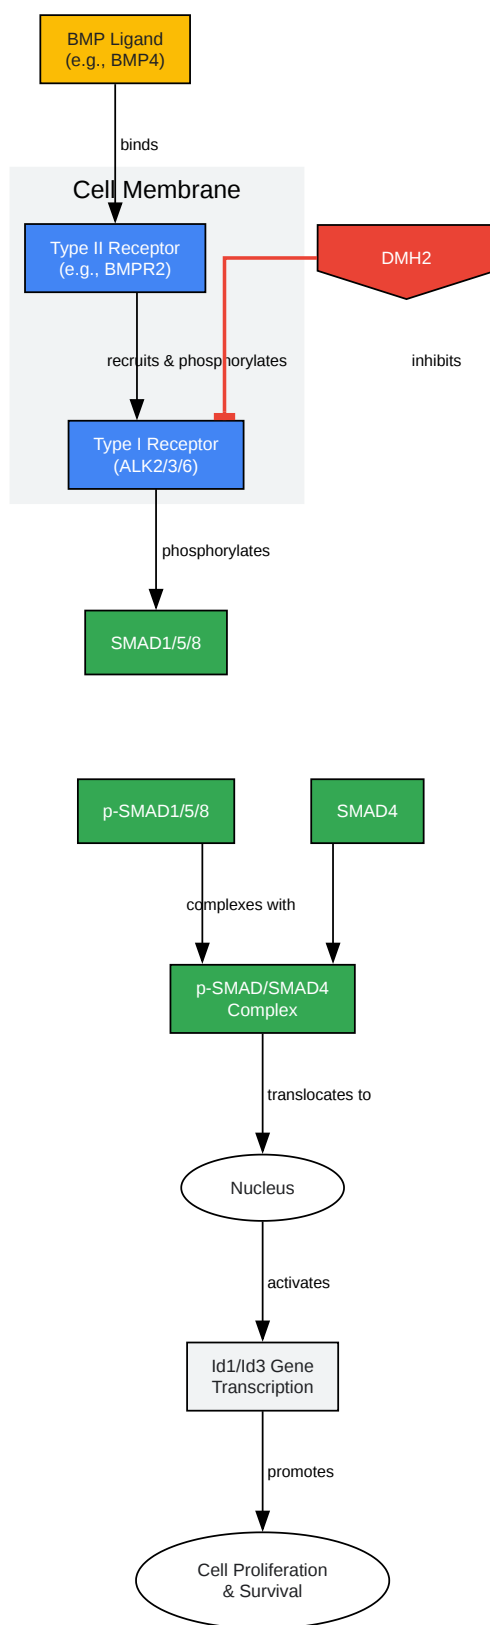 BMP Ligand
(e.g., BMP4)
binds
Cell Membrane
Type II Receptor
(e.g., BMPR2)
DMH2
recruits & phosphorylates
inhibits
Type I Receptor
(ALK2/3/6)
phosphorylates
SMAD1/5/8
p-SMAD1/5/8
SMAD4
complexes with
p-SMAD/SMAD4
Complex
translocates to
Nucleus
activates
Id1/Id3 Gene
Transcription
promotes
Cell Proliferation
& Survival